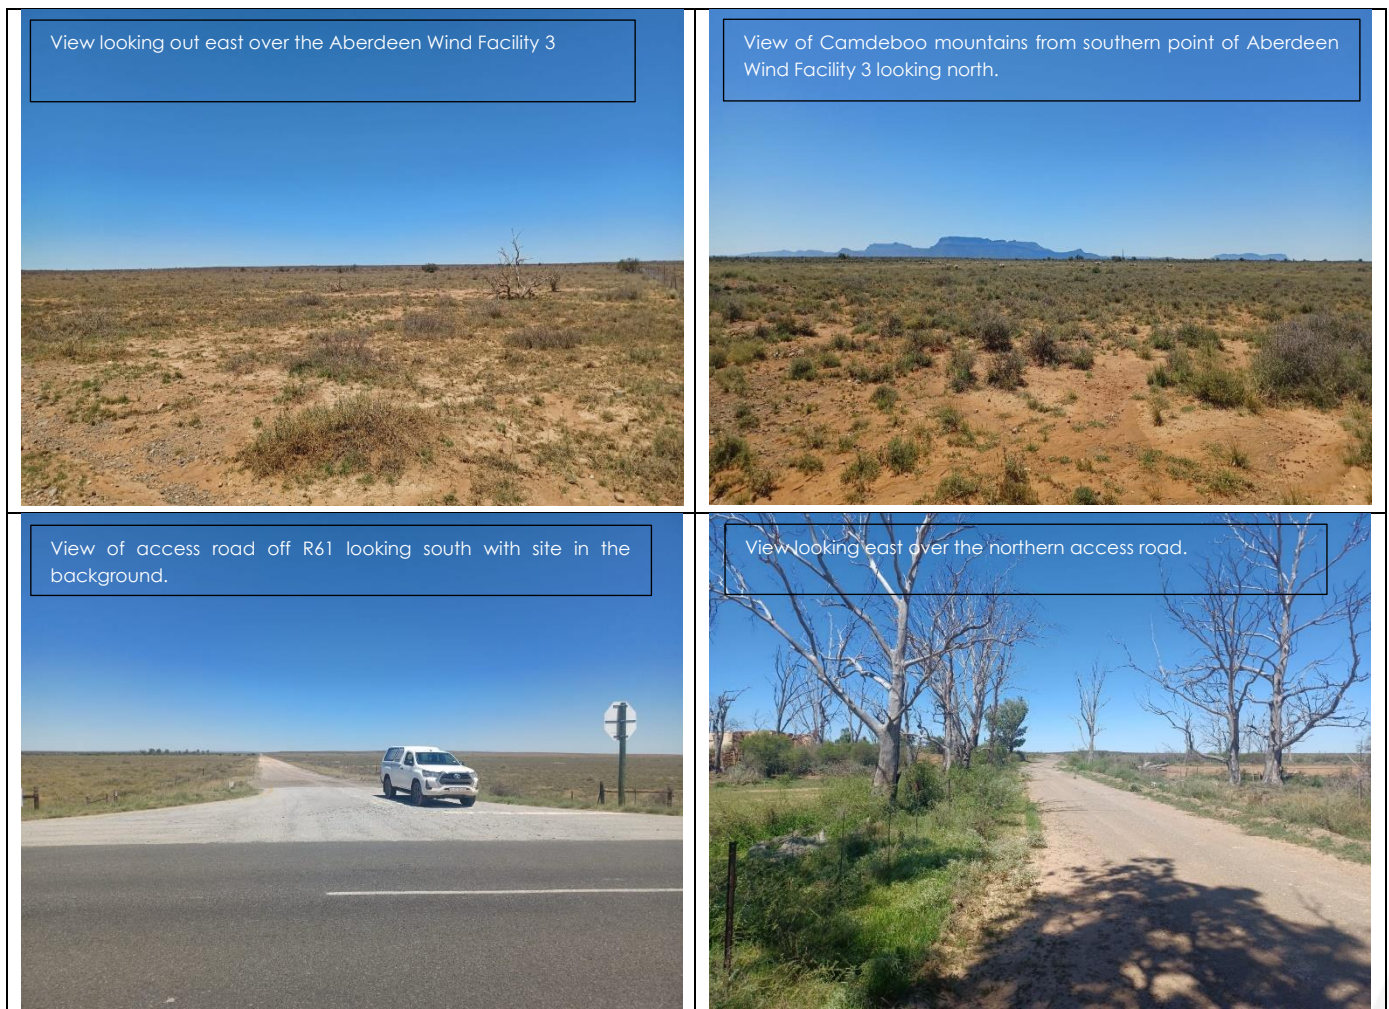 View looking out east over the Aberdeen Wind Facility 3
View of Camdeboo mountains from southern point of Aberdeen
Wind Facility 3 looking north.
View of access road off R61 looking south with site in the
background.
View looking east over the northern access road.